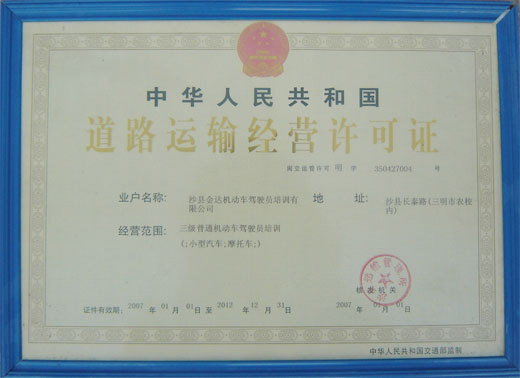 中华人民共和国
道路运输经营许可证
闽交运管许可 明 字 350427004 号
业户名称: 沙县金达机动车驾驶员培训有限公司 地 址: 沙县长泰路(三明市农校内)
经营范围: 三级普通机动车驾驶员培训
(;小型汽车;摩托车;)
核发机关
证件有效期: 2007 年 01 月 01 日至 2012 年 12 月 31 日 2007 年 01 月 01 日
中华人民共和国交通部监制